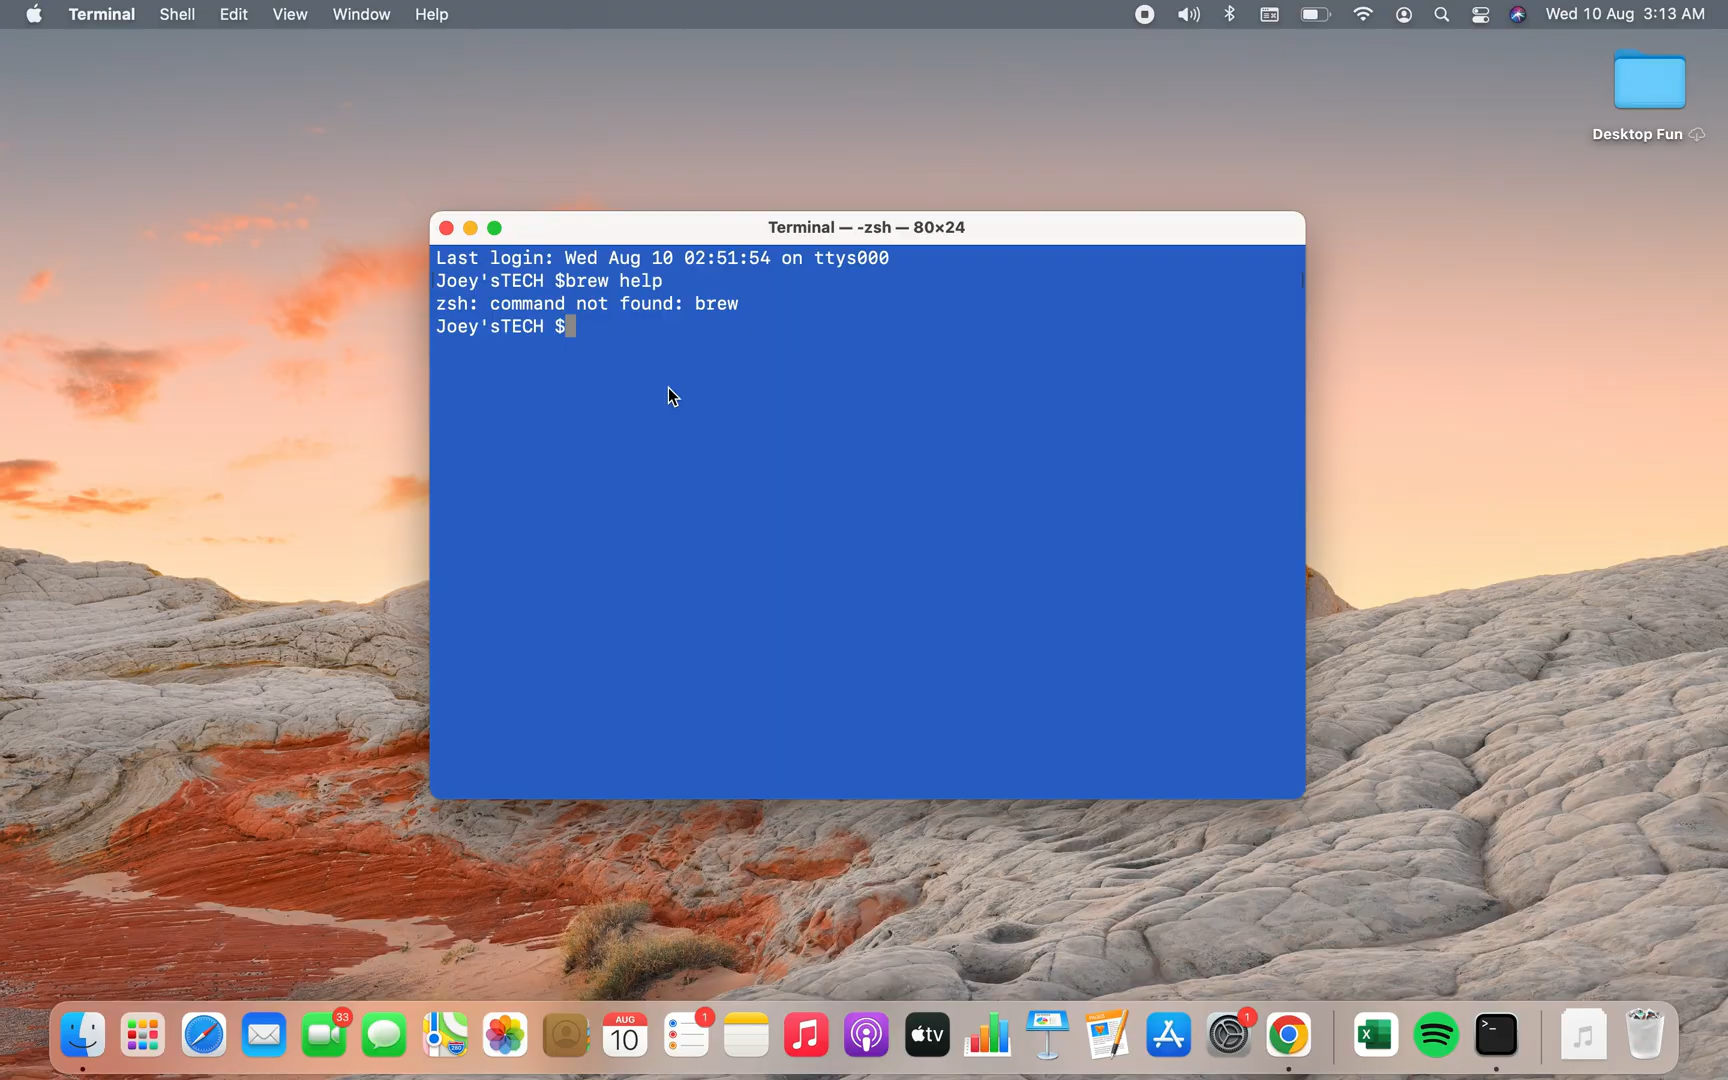 Terminal Shell Edit View Window Help
Wed 10 Aug 3:13 AM
Desktop Fun
Terminal — -zsh — 80×24
Last login: Wed Aug 10 02:51:54 on ttys000
Joey'sTECH $brew help
zsh: command not found: brew
Joey'sTECH $
33
AUG
10
1
tv
PAGES
1
>_